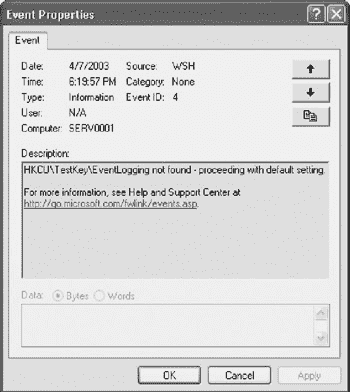 Event Properties
Event
Date: 4/7/2003 Source: WSH
Time: 6:19:57 PM Category: None
Type: Information Event ID: 4
User: N/A
Computer: SERV0001
Description:
HKCU\TestKey\EventLogging not found - proceeding with default setting.
For more information, see Help and Support Center at
http://go.microsoft.com/fwlink/events.asp.
Data: Bytes Words
OK Cancel Apply